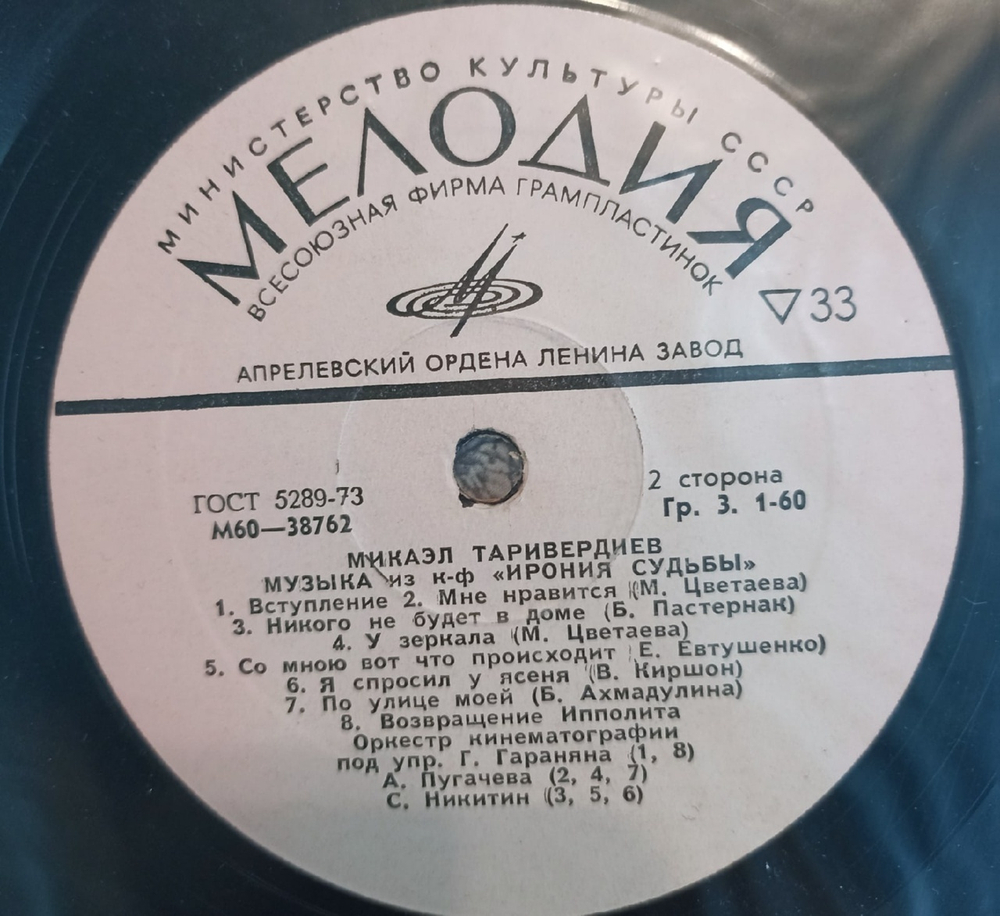 МИНИСТЕРСТВО КУЛЬТУРЫ СССР
МЕЛОДИЯ
ВСЕСОЮЗНАЯ ФИРМА ГРАМПЛАСТИНОК
▽33
АПРЕЛЕВСКИЙ ОРДЕНА ЛЕНИНА ЗАВОД
ГОСТ 5289-73
М60—38762
2 сторона
Гр. 3. 1-60
МИКАЭЛ ТАРИВЕРДИЕВ
МУЗЫКА из к-ф «ИРОНИЯ СУДЬБЫ»
1. Вступление 2. Мне нравится (М. Цветаева)
3. Никого не будет в доме (Б. Пастернак)
4. У зеркала (М. Цветаева)
5. Со мною вот что происходит (Е. Евтушенко)
6. Я спросил у ясеня (В. Киршон)
7. По улице моей (Б. Ахмадулина)
8. Возвращение Ипполита
Оркестр кинематографии
под упр. Г. Гараняна (1, 8)
А. Пугачева (2, 4, 7)
С. Никитин (3, 5, 6)